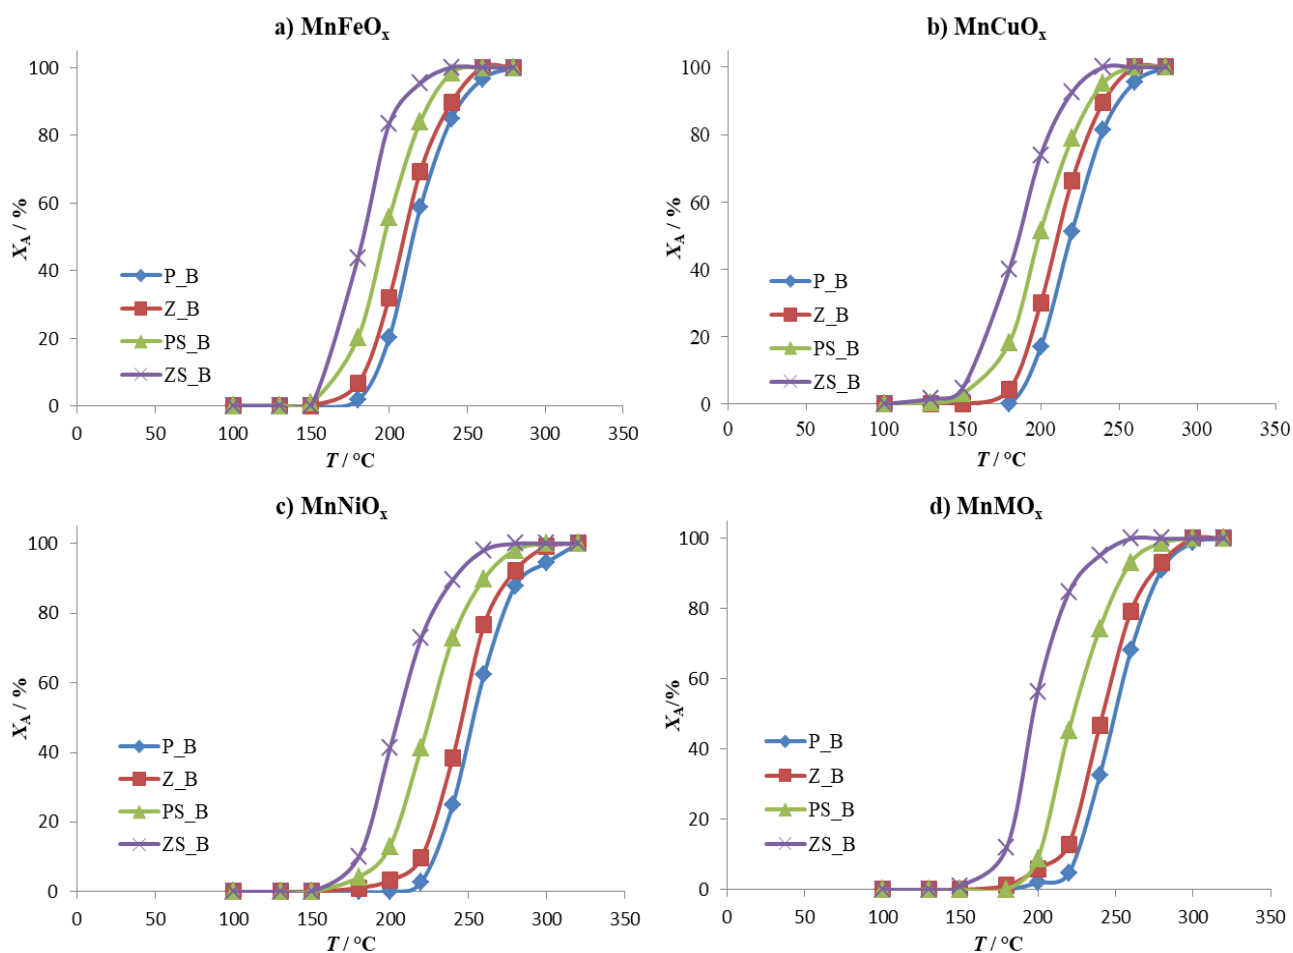 a) MnFeOx
100
80
60
40
20
0
XA / %
P_B
Z_B
PS_B
ZS_B
0 50 100 150 200 250 300 350
T / °C
b) MnCuOx
100
80
60
40
20
0
XA / %
P_B
Z_B
PS_B
ZS_B
0 50 100 150 200 250 300 350
T / °C
c) MnNiOx
100
80
60
40
20
0
XA / %
P_B
Z_B
PS_B
ZS_B
0 50 100 150 200 250 300 350
T / °C
d) MnMOx
100
80
60
40
20
0
XA/%
P_B
Z_B
PS_B
ZS_B
0 50 100 150 200 250 300 350
T / °C